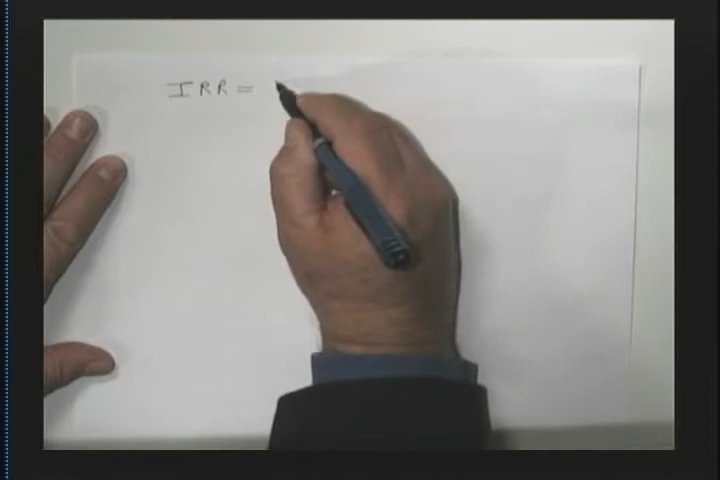 IRR =